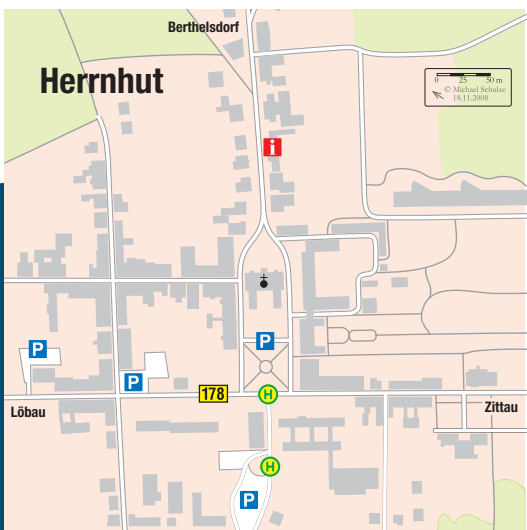 Berthelsdorf
Herrnhut
0 25 50 m
© Michael Schulze
18.11.2008
i
P
P
P
178
H
Löbau
Zittau
H
P